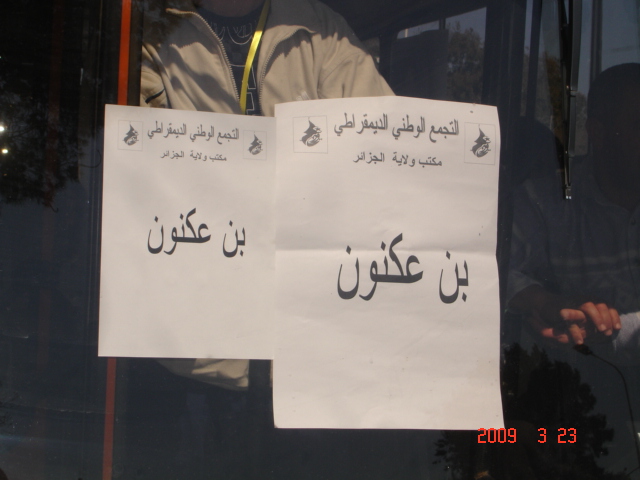 التجمع الوطني الديمقراطي
مكتب ولاية الجزائر
بن عكنون
التجمع الوطني الديمقراطي
مكتب ولاية الجزائر
بن عكنون
2009 3 23